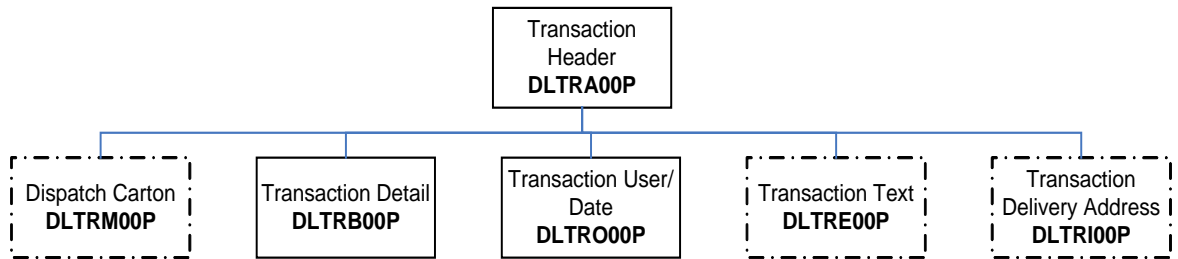 Transaction
Header
DLTRA00P
Dispatch Carton
DLTRM00P
Transaction Detail
DLTRB00P
Transaction User/
Date
DLTRO00P
Transaction Text
DLTRE00P
Transaction
Delivery Address
DLTRI00P